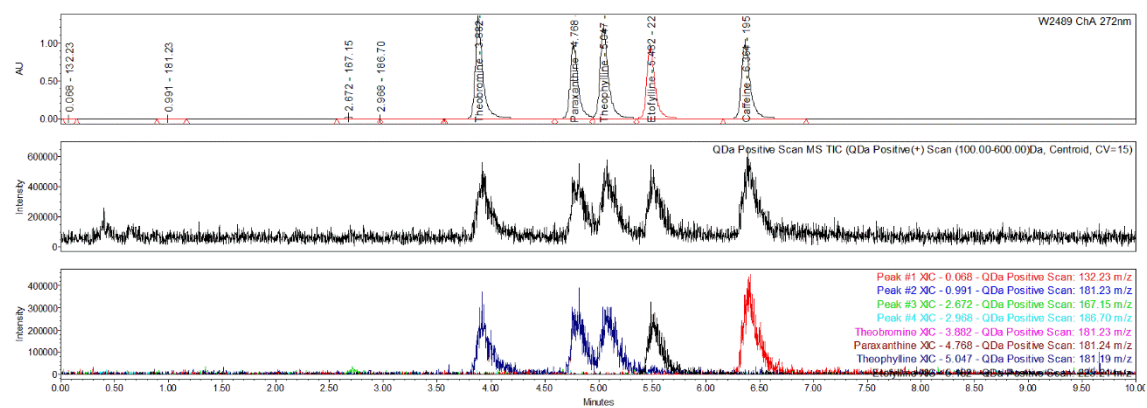 W2489 ChA 272nm
AU
1.00
0.50
0.00
0.068 - 132.23
0.991 - 181.23
2.672 - 167.15
2.968 - 186.70
Theobromine - 3.882 -
Paraxanthine - 4.768
Theophylline - 5.047 -
Etofylline - 5.482 - 22
Caffeine - 6.364 - 195
QDa Positive Scan MS TIC (QDa Positive(+) Scan (100.00-600.00)Da, Centroid, CV=15)
Intensity
600000
400000
200000
0
Peak #1 XIC - 0.068 - QDa Positive Scan: 132.23 m/z
Peak #2 XIC - 0.991 - QDa Positive Scan: 181.23 m/z
Peak #3 XIC - 2.672 - QDa Positive Scan: 167.15 m/z
Peak #4 XIC - 2.968 - QDa Positive Scan: 186.70 m/z
Theobromine XIC - 3.882 - QDa Positive Scan: 181.23 m/z
Paraxanthine XIC - 4.768 - QDa Positive Scan: 181.24 m/z
Theophylline XIC - 5.047 - QDa Positive Scan: 181.19 m/z
Etofylline XIC - 5.482 - QDa Positive Scan: 225.21 m/z
Intensity
400000
300000
200000
100000
0
0.00 0.50 1.00 1.50 2.00 2.50 3.00 3.50 4.00 4.50 5.00 5.50 6.00 6.50 7.00 7.50 8.00 8.50 9.00 9.50 10.00
Minutes